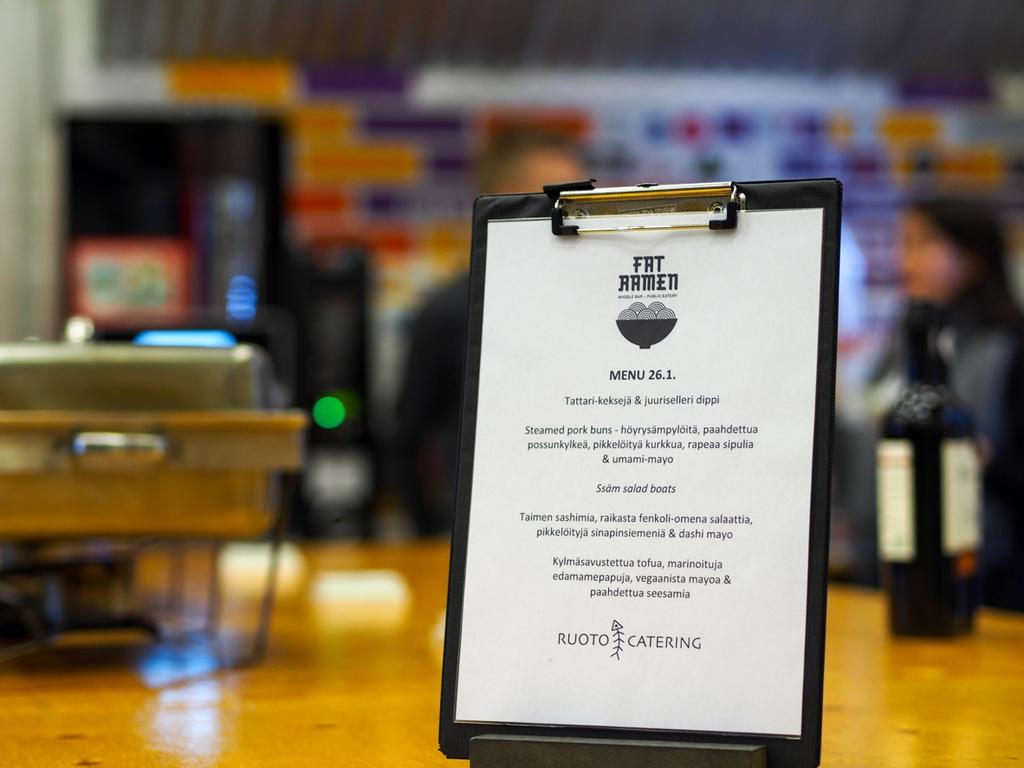 FAT
RAMEN
NOODLE BAR - PUBLIC EATERY
MENU 26.1.
Tattari-keksejä & juuriselleri dippi
Steamed pork buns - höyrysämpylöitä, paahdettua
possunkylkeä, pikkelöityä kurkkua, rapeaa sipulia
& umami-mayo
Ssäm salad boats
Taimen sashimia, raikasta fenkoli-omena salaattia,
pikkelöityjä sinapinsiemeniä & dashi mayo
Kylmäsavustettua tofua, marinoituja
edamamepapuja, vegaanista mayoa &
paahdettua seesamia
RUOTO CATERING